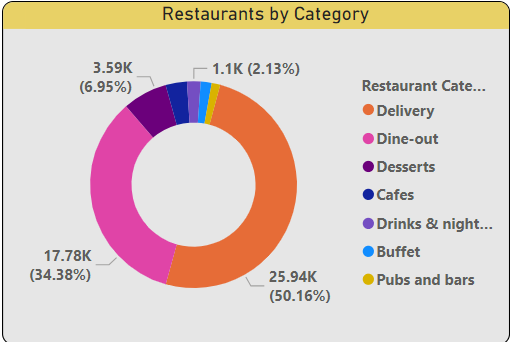 Restaurants by Category
3.59K
(6.95%)
1.1K (2.13%)
17.78K
(34.38%)
25.94K
(50.16%)
Restaurant Cate...
Delivery
Dine-out
Desserts
Cafes
Drinks & night...
Buffet
Pubs and bars